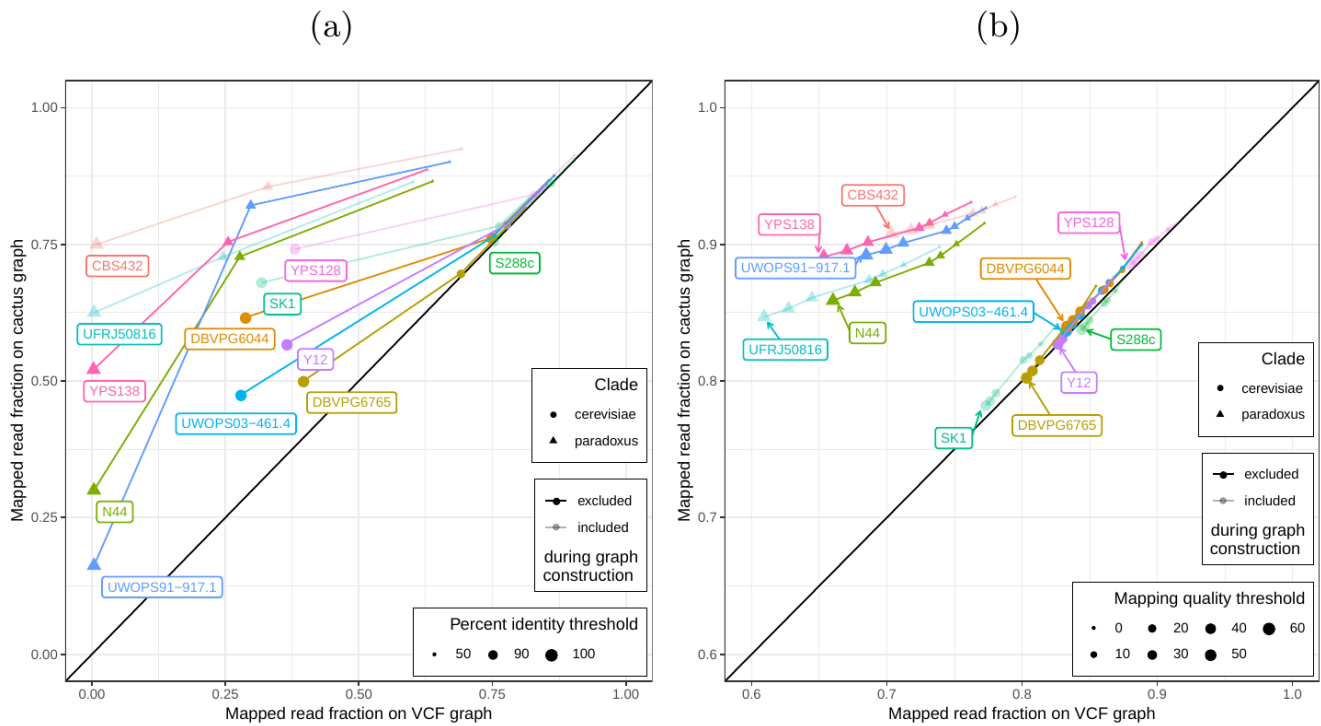 (a)
(b)
1.00
0.75
0.50
0.25
0.00
Mapped read fraction on cactus graph
0.00
0.25
0.50
0.75
1.00
Mapped read fraction on VCF graph
CBS432
UFRJ50816
YPS138
N44
UWOPS91−917.1
YPS128
SK1
DBVPG6044
Y12
DBVPG6765
UWOPS03−461.4
S288c
Clade
cerevisiae
paradoxus
excluded
included
during graph
construction
Percent identity threshold
50
90
100
1.0
0.9
0.8
0.7
0.6
Mapped read fraction on cactus graph
0.6
0.7
0.8
0.9
1.0
Mapped read fraction on VCF graph
CBS432
YPS138
UWOPS91−917.1
UFRJ50816
N44
YPS128
DBVPG6044
UWOPS03−461.4
S288c
Y12
DBVPG6765
SK1
Clade
cerevisiae
paradoxus
excluded
included
during graph
construction
Mapping quality threshold
0
20
40
60
10
30
50